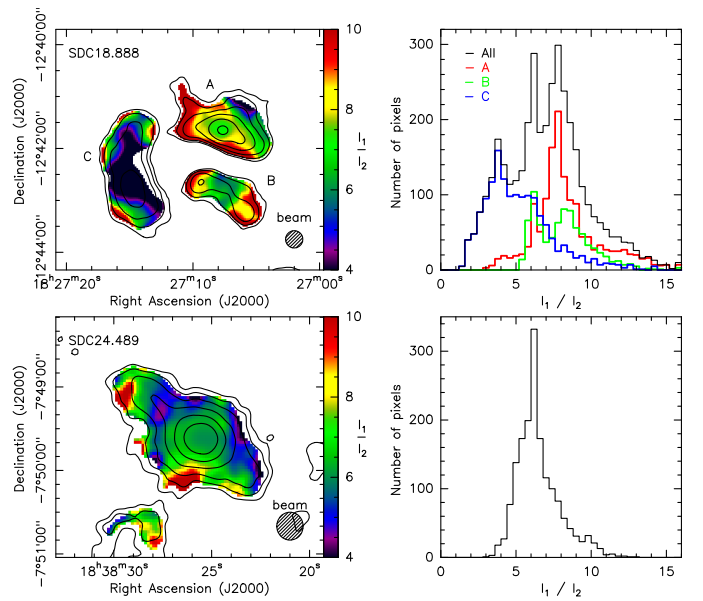 SDC18.888
A
B
C
beam
−12°40'00"
−12°42'00"
−12°44'00"
Declination (J2000)
18ʰ27ᵐ20ˢ
27ᵐ10ˢ
27ᵐ00ˢ
Right Ascension (J2000)
10
8
6
4
I₁
I₂
All
A
B
C
300
200
100
0
Number of pixels
0
5
10
15
I₁ / I₂
SDC24.489
beam
−7°49'00"
−7°50'00"
−7°51'00"
Declination (J2000)
18ʰ38ᵐ30ˢ
25ˢ
20ˢ
Right Ascension (J2000)
10
8
6
4
I₁
I₂
300
200
100
0
Number of pixels
0
5
10
15
I₁ / I₂